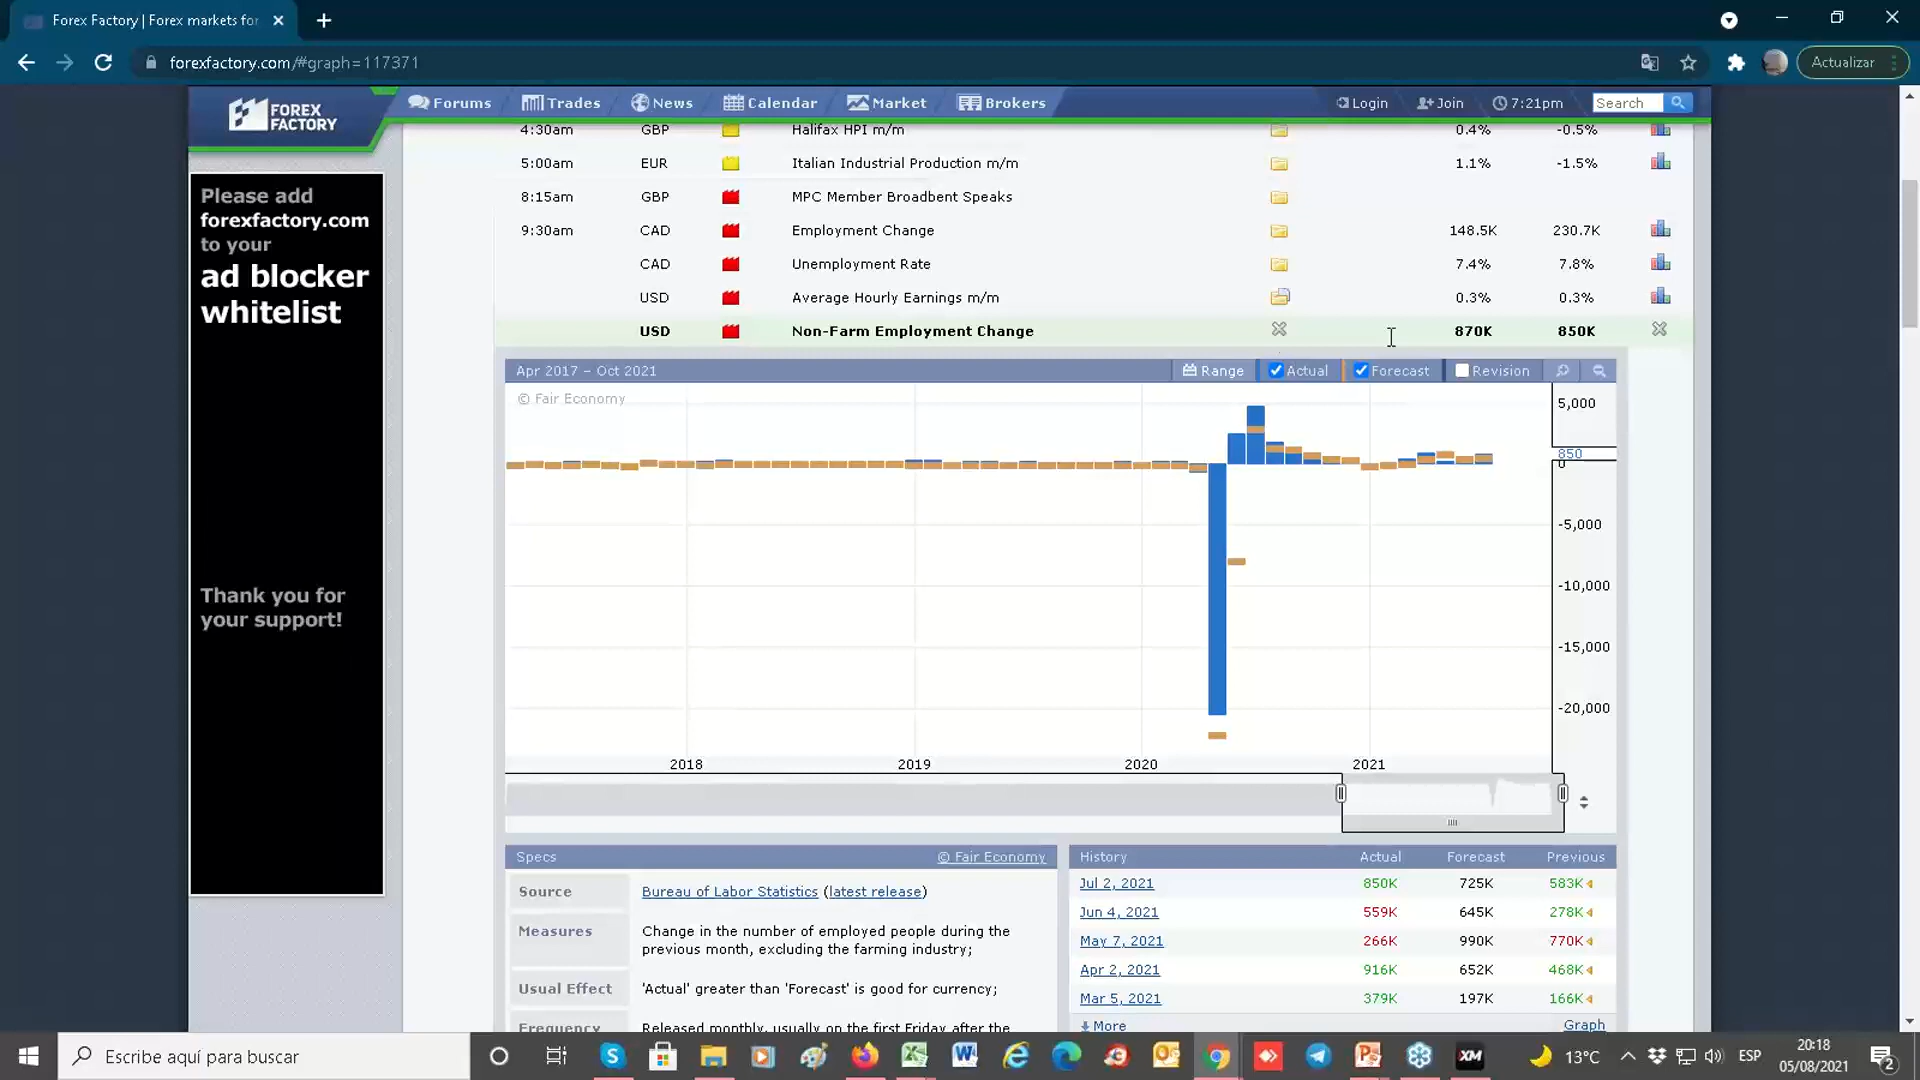 Forex Factory | Forex markets for
forexfactory.com/#graph=117371
Actualizar
FOREX FACTORY
Forums
Trades
News
Calendar
Market
Brokers
Login
Join
7:21pm
Search
4:30am GBP Halifax HPI m/m 0.4% -0.5%
5:00am EUR Italian Industrial Production m/m 1.1% -1.5%
8:15am GBP MPC Member Broadbent Speaks
9:30am CAD Employment Change 148.5K 230.7K
CAD Unemployment Rate 7.4% 7.8%
USD Average Hourly Earnings m/m 0.3% 0.3%
USD Non-Farm Employment Change 870K 850K
Please add
forexfactory.com
to your
ad blocker
whitelist
Thank you for
your support!
Apr 2017 – Oct 2021
Range
Actual
Forecast
Revision
© Fair Economy
5,000
850
0
-5,000
-10,000
-15,000
-20,000
2018 2019 2020 2021
Specs © Fair Economy
Source Bureau of Labor Statistics (latest release)
Measures Change in the number of employed people during the
previous month, excluding the farming industry;
Usual Effect 'Actual' greater than 'Forecast' is good for currency;
Frequency Released monthly, usually on the first Friday after the
History Actual Forecast Previous
Jul 2, 2021 850K 725K 583K
Jun 4, 2021 559K 645K 278K
May 7, 2021 266K 990K 770K
Apr 2, 2021 916K 652K 468K
Mar 5, 2021 379K 197K 166K
More Graph
Escribe aquí para buscar
XM
13°C
ESP
20:18
05/08/2021
2